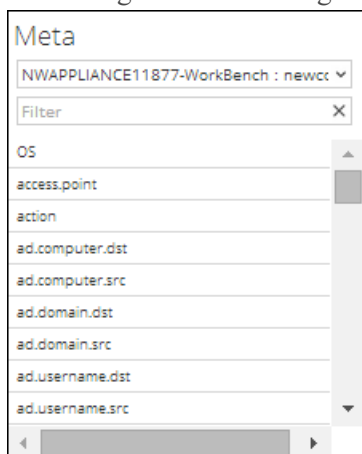 Meta
NWAPPLIANCE11877-WorkBench : newcc
Filter
OS
access.point
action
ad.computer.dst
ad.computer.src
ad.domain.dst
ad.domain.src
ad.username.dst
ad.username.src